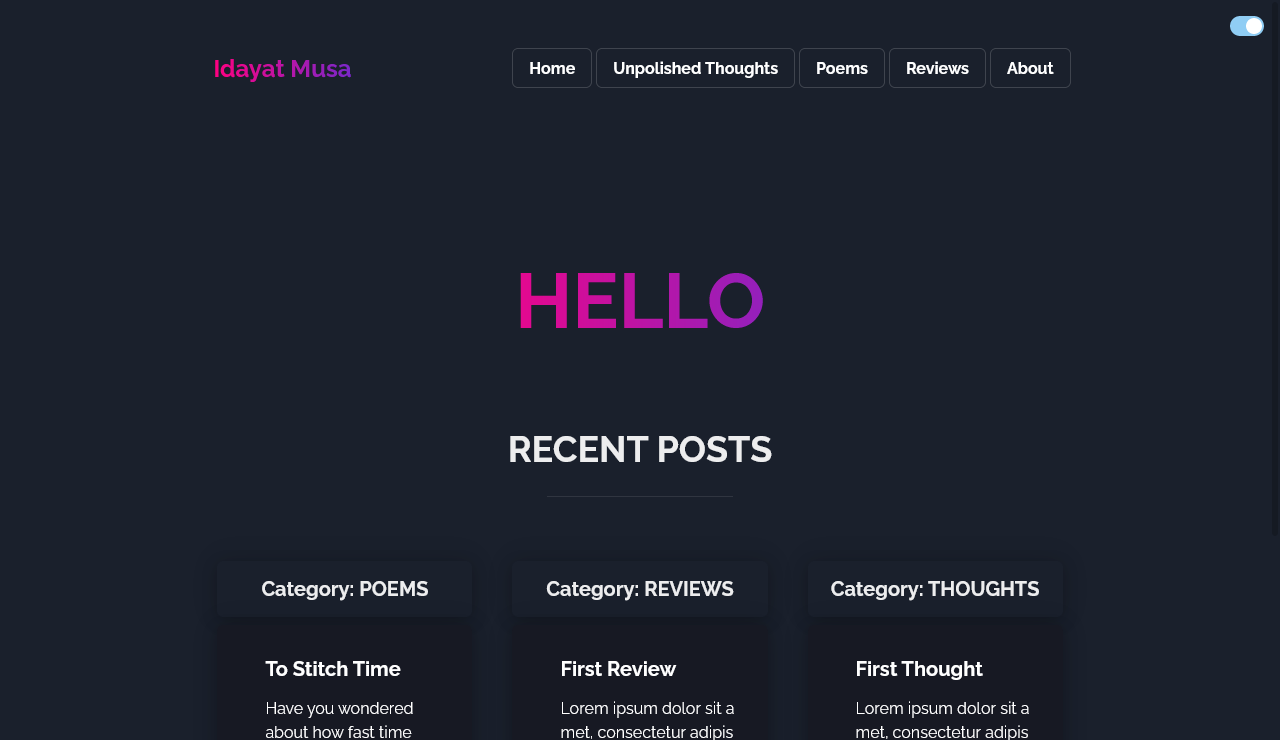 Idayat Musa
Home
Unpolished Thoughts
Poems
Reviews
About
HELLO
RECENT POSTS
Category: POEMS
To Stitch Time
Have you wondered
about how fast time
Category: REVIEWS
First Review
Lorem ipsum dolor sit a
met, consectetur adipis
Category: THOUGHTS
First Thought
Lorem ipsum dolor sit a
met, consectetur adipis